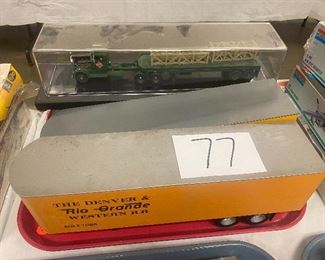 77
THE DENVER &
Rio Grande
WESTERN R.R.